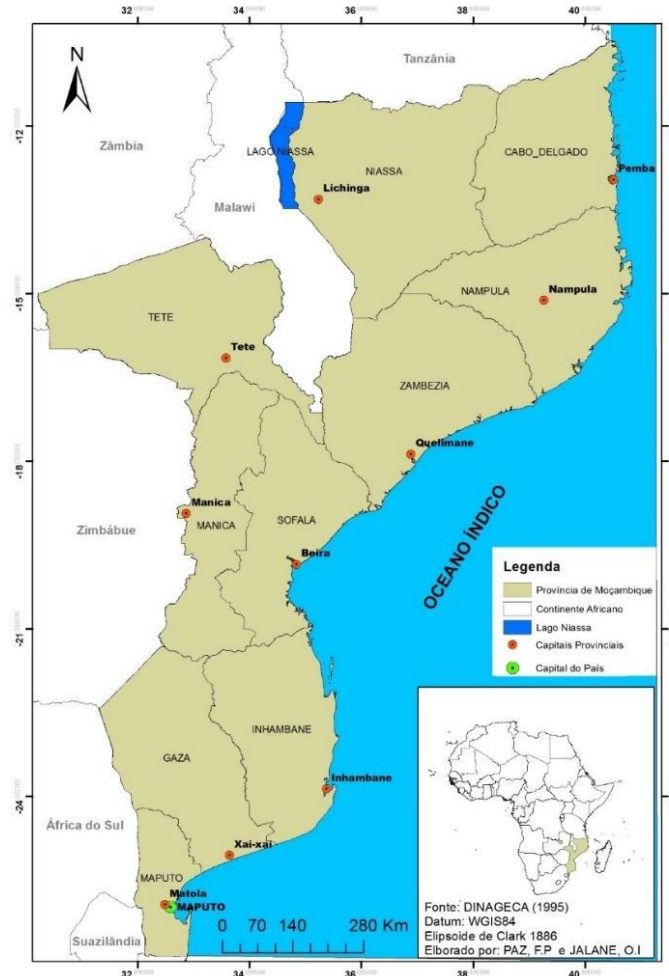 32
36
38
40
N
Tanzânia
-12
Zâmbia
LAGO NIASSA
NIASSA
CABO_DELGADO
Pemba
Lichinga
Malawi
-15
NAMPULA
Nampula
TETE
Tete
ZAMBEZIA
-18
Quelimane
Manica
MANICA
Zimbábue
SOFALA
Beira
OCEANO ÍNDICO
Legenda
Província de Moçambique
Continente Africano
Lago Niassa
Capitais Provinciais
Capital do País
-21
INHAMBANE
GAZA
-24
Inhambane
África do Sul
Xai-xai
MAPUTO
Matola
MAPUTO
Suazilândia
0 70 140 280 Km
Fonte: DINAGECA (1995)
Datum: WGIS84
Elipsoide de Clark 1886
Elborado por: PAZ, F.P e JALANE, O.I
32
34
36
38
40